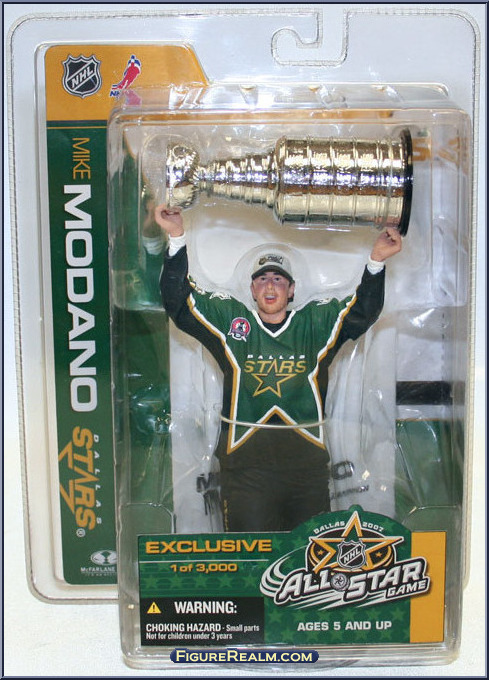 NHL
MIKE
MODANO
DALLAS
STARS
DALLAS
STARS
EXCLUSIVE
1 of 3,000
DALLAS 2007
NHL
ALL STAR
GAME
WARNING:
CHOKING HAZARD - Small parts
Not for children under 3 years
AGES 5 AND UP
FIGUREREALM.COM